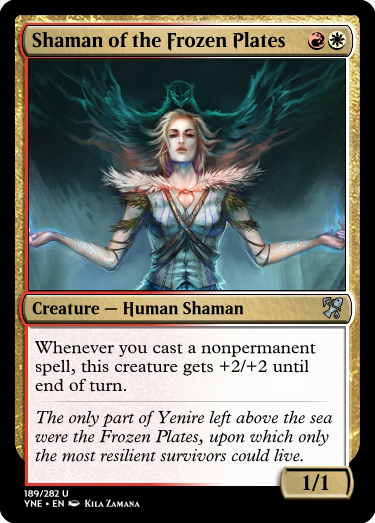 Shaman of the Frozen Plates
Creature — Human Shaman
Whenever you cast a nonpermanent
spell, this creature gets +2/+2 until
end of turn.
The only part of Yenire left above the sea
were the Frozen Plates, upon which only
the most resilient survivors could live.
1/1
189/282 U
YNE • EN Kila Zamana